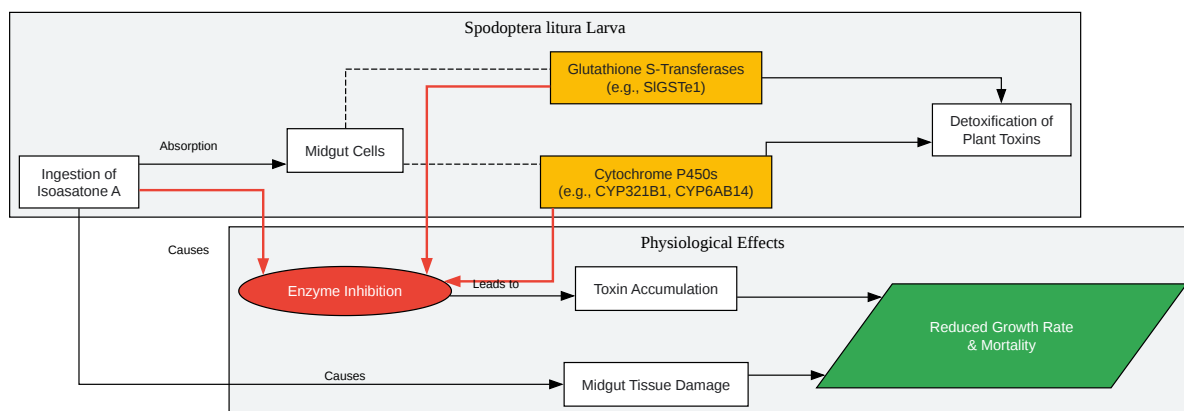 Spodoptera litura Larva
Glutathione S-Transferases
(e.g., SlGSTe1)
Detoxification of
Plant Toxins
Absorption
Midgut Cells
Ingestion of
Isoasatone A
Cytochrome P450s
(e.g., CYP321B1, CYP6AB14)
Causes
Physiological Effects
Enzyme Inhibition
Leads to
Toxin Accumulation
Reduced Growth Rate
& Mortality
Causes
Midgut Tissue Damage